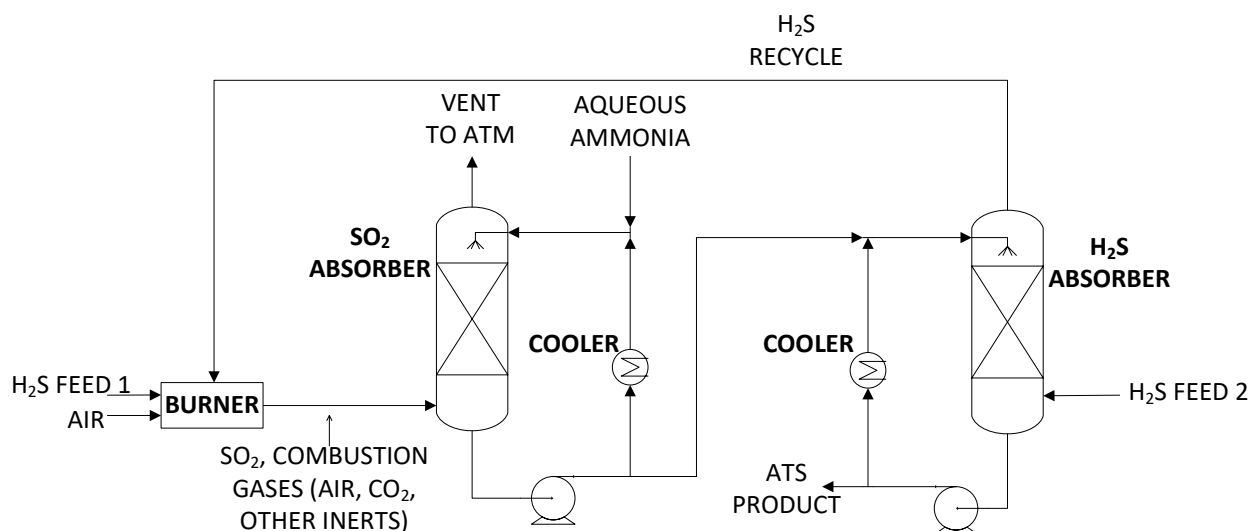 H₂S
RECYCLE
VENT
TO ATM
AQUEOUS
AMMONIA
SO₂
ABSORBER
H₂S
ABSORBER
COOLER
COOLER
H₂S FEED 1
AIR
BURNER
H₂S FEED 2
SO₂, COMBUSTION
GASES (AIR, CO₂,
OTHER INERTS)
ATS
PRODUCT